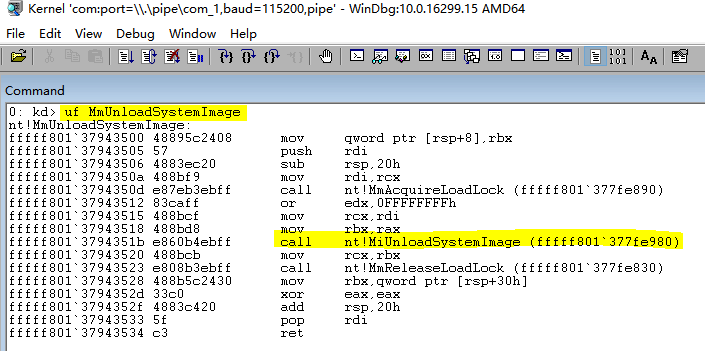 Kernel 'com:port=\\.\pipe\com_1,baud=115200,pipe' - WinDbg:10.0.16299.15 AMD64
File Edit View Debug Window Help
101
101
Command
0: kd> uf MmUnloadSystemImage
nt!MmUnloadSystemImage:
fffff801`37943500 48895c2408 mov qword ptr [rsp+8],rbx
fffff801`37943505 57 push rdi
fffff801`37943506 4883ec20 sub rsp,20h
fffff801`3794350a 488bf9 mov rdi,rcx
fffff801`3794350d e87eb3ebff call nt!MmAcquireLoadLock (fffff801`377fe890)
fffff801`37943512 83caff or edx,0FFFFFFFFh
fffff801`37943515 488bcf mov rcx,rdi
fffff801`37943518 488bd8 mov rbx,rax
fffff801`3794351b e860b4ebff call nt!MiUnloadSystemImage (fffff801`377fe980)
fffff801`37943520 488bcb mov rcx,rbx
fffff801`37943523 e808b3ebff call nt!MmReleaseLoadLock (fffff801`377fe830)
fffff801`37943528 488b5c2430 mov rbx,qword ptr [rsp+30h]
fffff801`3794352d 33c0 xor eax,eax
fffff801`3794352f 4883c420 add rsp,20h
fffff801`37943533 5f pop rdi
fffff801`37943534 c3 ret